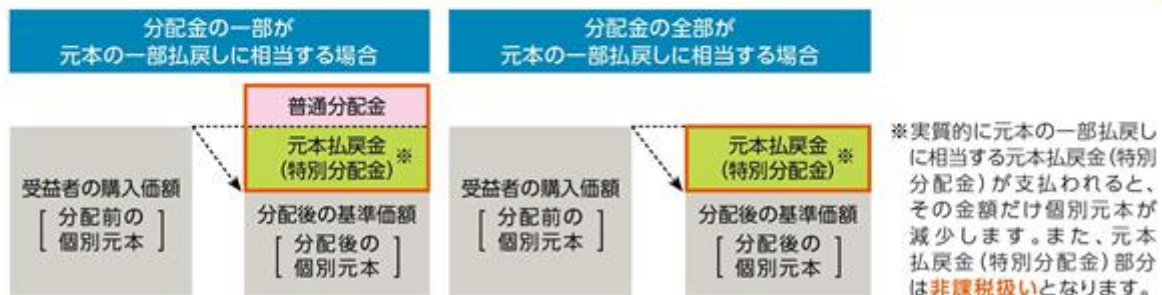 分配金の一部が
元本の一部払戻しに相当する場合
普通分配金
元本払戻金
(特別分配金)※
受益者の購入価額
[分配前の
個別元本]
分配後の基準価額
[分配後の
個別元本]
分配金の全部が
元本の一部払戻しに相当する場合
元本払戻金
(特別分配金)※
受益者の購入価額
[分配前の
個別元本]
分配後の基準価額
[分配後の
個別元本]
※実質的に元本の一部払戻し
に相当する元本払戻金(特別
分配金)が支払われると、
その金額だけ個別元本が
減少します。また、元本
払戻金(特別分配金)部分
は非課税扱いとなります。